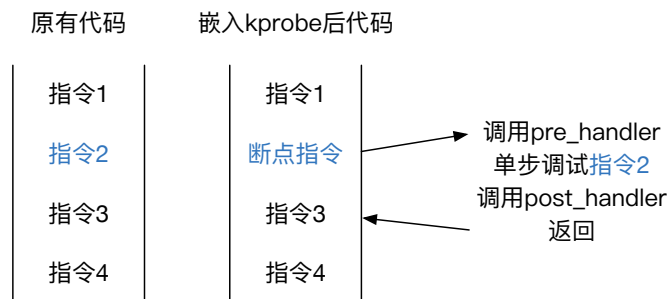 原有代码
嵌入kprobe后代码
指令1
指令2
指令3
指令4
指令1
断点指令
指令3
指令4
调用pre_handler
单步调试指令2
调用post_handler
返回